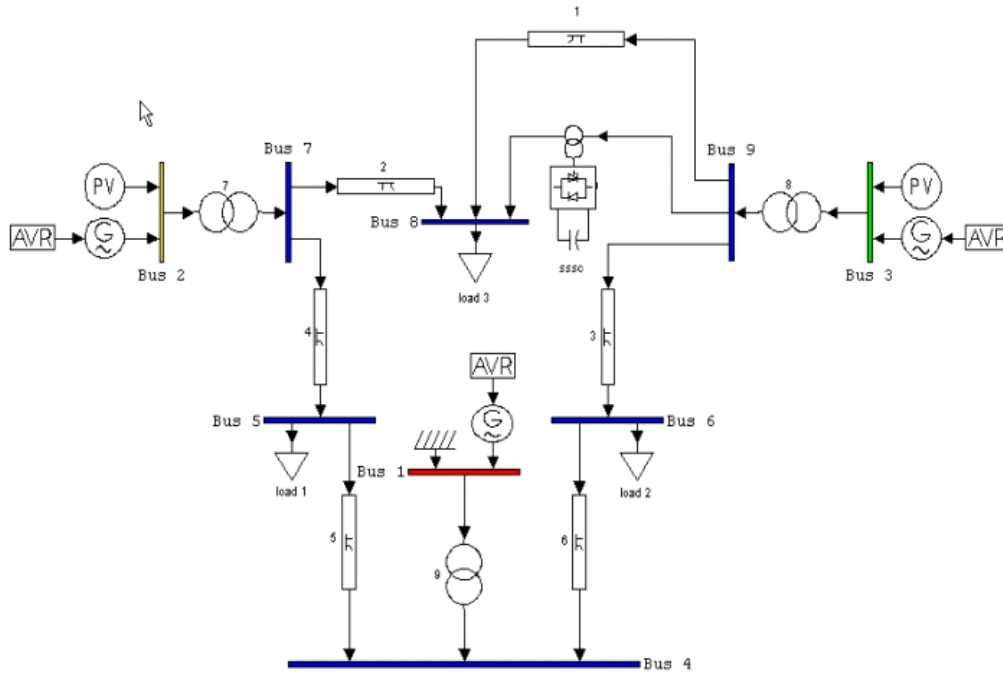 1
Bus 7
Bus 9
2
PV
7
8
PV
Bus 8
AVR
G
G
AVR
Bus 2
Bus 3
load 3
sssc
4
3
AVR
G
Bus 5
Bus 6
Bus 1
load 1
load 2
5
6
9
Bus 4